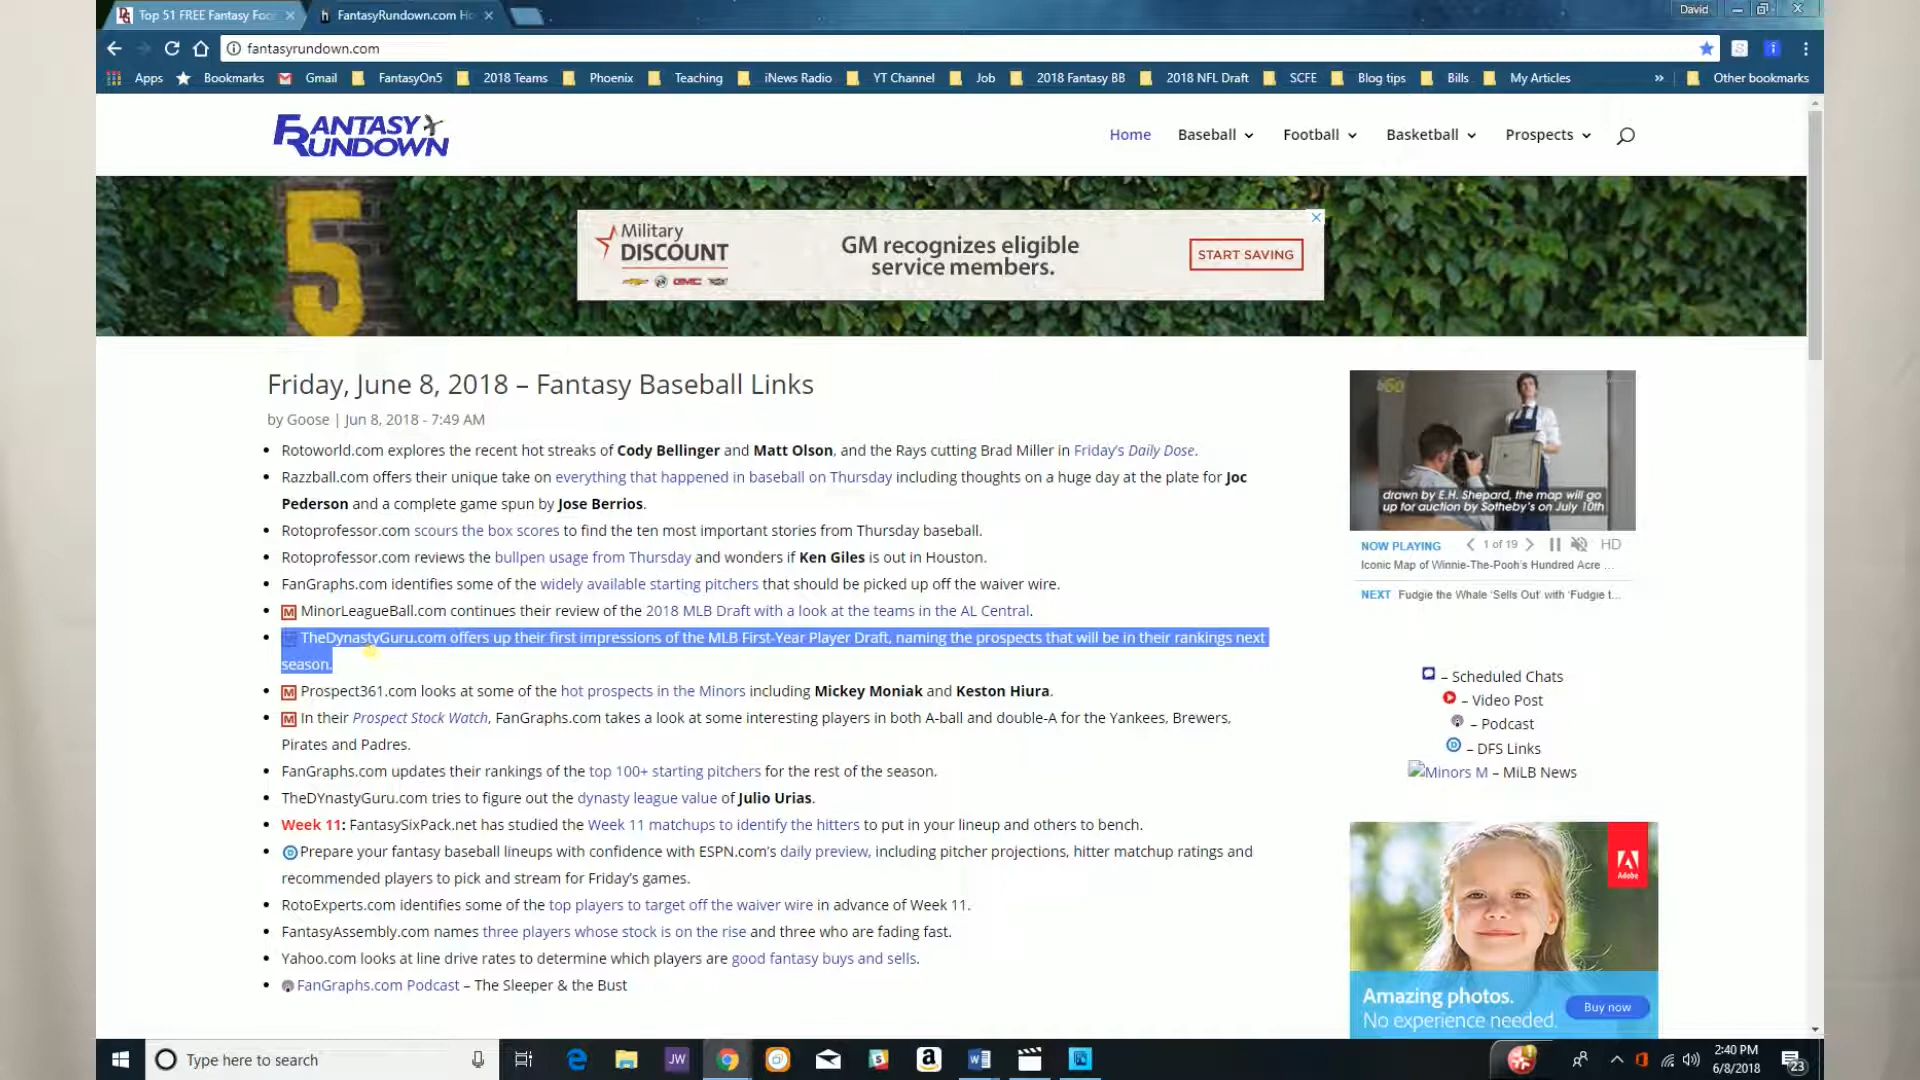 Top 51 FREE Fantasy Foo
FantasyRundown.com Ho
David
fantasyrundown.com
Apps
Bookmarks
Gmail
FantasyOn5
2018 Teams
Phoenix
Teaching
iNews Radio
YT Channel
Job
2018 Fantasy BB
2018 NFL Draft
SCFE
Blog tips
Bills
My Articles
»
Other bookmarks
FANTASY
RUNDOWN
Home
Baseball
Football
Basketball
Prospects
5
Military
DISCOUNT
GMC
GM recognizes eligible
service members.
START SAVING
Friday, June 8, 2018 – Fantasy Baseball Links
by Goose | Jun 8, 2018 - 7:49 AM
Rotoworld.com explores the recent hot streaks of Cody Bellinger and Matt Olson, and the Rays cutting Brad Miller in Friday's Daily Dose.
Razzball.com offers their unique take on everything that happened in baseball on Thursday including thoughts on a huge day at the plate for Joc
Pederson and a complete game spun by Jose Berrios.
Rotoprofessor.com scours the box scores to find the ten most important stories from Thursday baseball.
Rotoprofessor.com reviews the bullpen usage from Thursday and wonders if Ken Giles is out in Houston.
FanGraphs.com identifies some of the widely available starting pitchers that should be picked up off the waiver wire.
M MinorLeagueBall.com continues their review of the 2018 MLB Draft with a look at the teams in the AL Central.
TheDynastyGuru.com offers up their first impressions of the MLB First-Year Player Draft, naming the prospects that will be in their rankings next
season.
M Prospect361.com looks at some of the hot prospects in the Minors including Mickey Moniak and Keston Hiura.
M In their Prospect Stock Watch, FanGraphs.com takes a look at some interesting players in both A-ball and double-A for the Yankees, Brewers,
Pirates and Padres.
FanGraphs.com updates their rankings of the top 100+ starting pitchers for the rest of the season.
TheDYnastyGuru.com tries to figure out the dynasty league value of Julio Urias.
Week 11: FantasySixPack.net has studied the Week 11 matchups to identify the hitters to put in your lineup and others to bench.
Prepare your fantasy baseball lineups with confidence with ESPN.com's daily preview, including pitcher projections, hitter matchup ratings and
recommended players to pick and stream for Friday's games.
RotoExperts.com identifies some of the top players to target off the waiver wire in advance of Week 11.
FantasyAssembly.com names three players whose stock is on the rise and three who are fading fast.
Yahoo.com looks at line drive rates to determine which players are good fantasy buys and sells.
FanGraphs.com Podcast – The Sleeper & the Bust
drawn by E.H. Shepard, the map will go
up for auction by Sotheby's on July 10th
NOW PLAYING
1 of 19
HD
Iconic Map of Winnie-The-Pooh's Hundred Acre ...
NEXT Fudgie the Whale 'Sells Out' with 'Fudgie t...
– Scheduled Chats
– Video Post
– Podcast
– DFS Links
Minors M – MiLB News
Adobe
Amazing photos.
No experience needed.
Buy now
Type here to search
JW
2:40 PM
6/8/2018
23